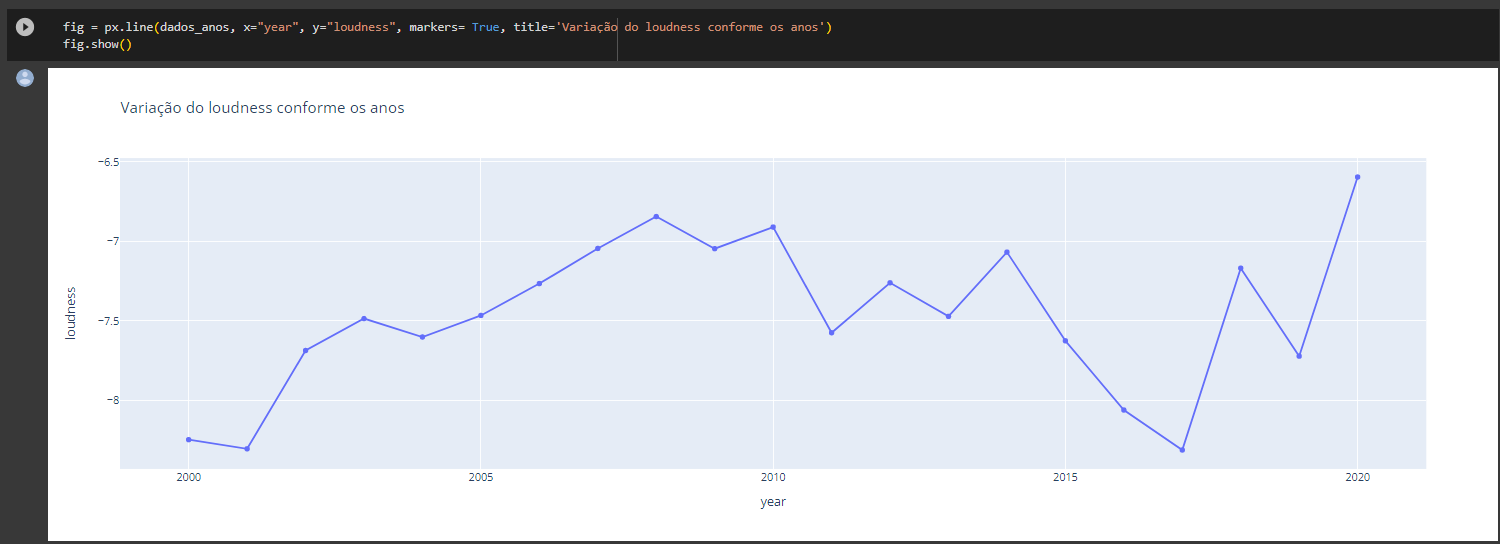 fig = px.line(dados_anos, x="year", y="loudness", markers= True, title='Variação do loudness conforme os anos')
fig.show()
Variação do loudness conforme os anos
−6.5
−7
−7.5
−8
loudness
2000 2005 2010 2015 2020
year